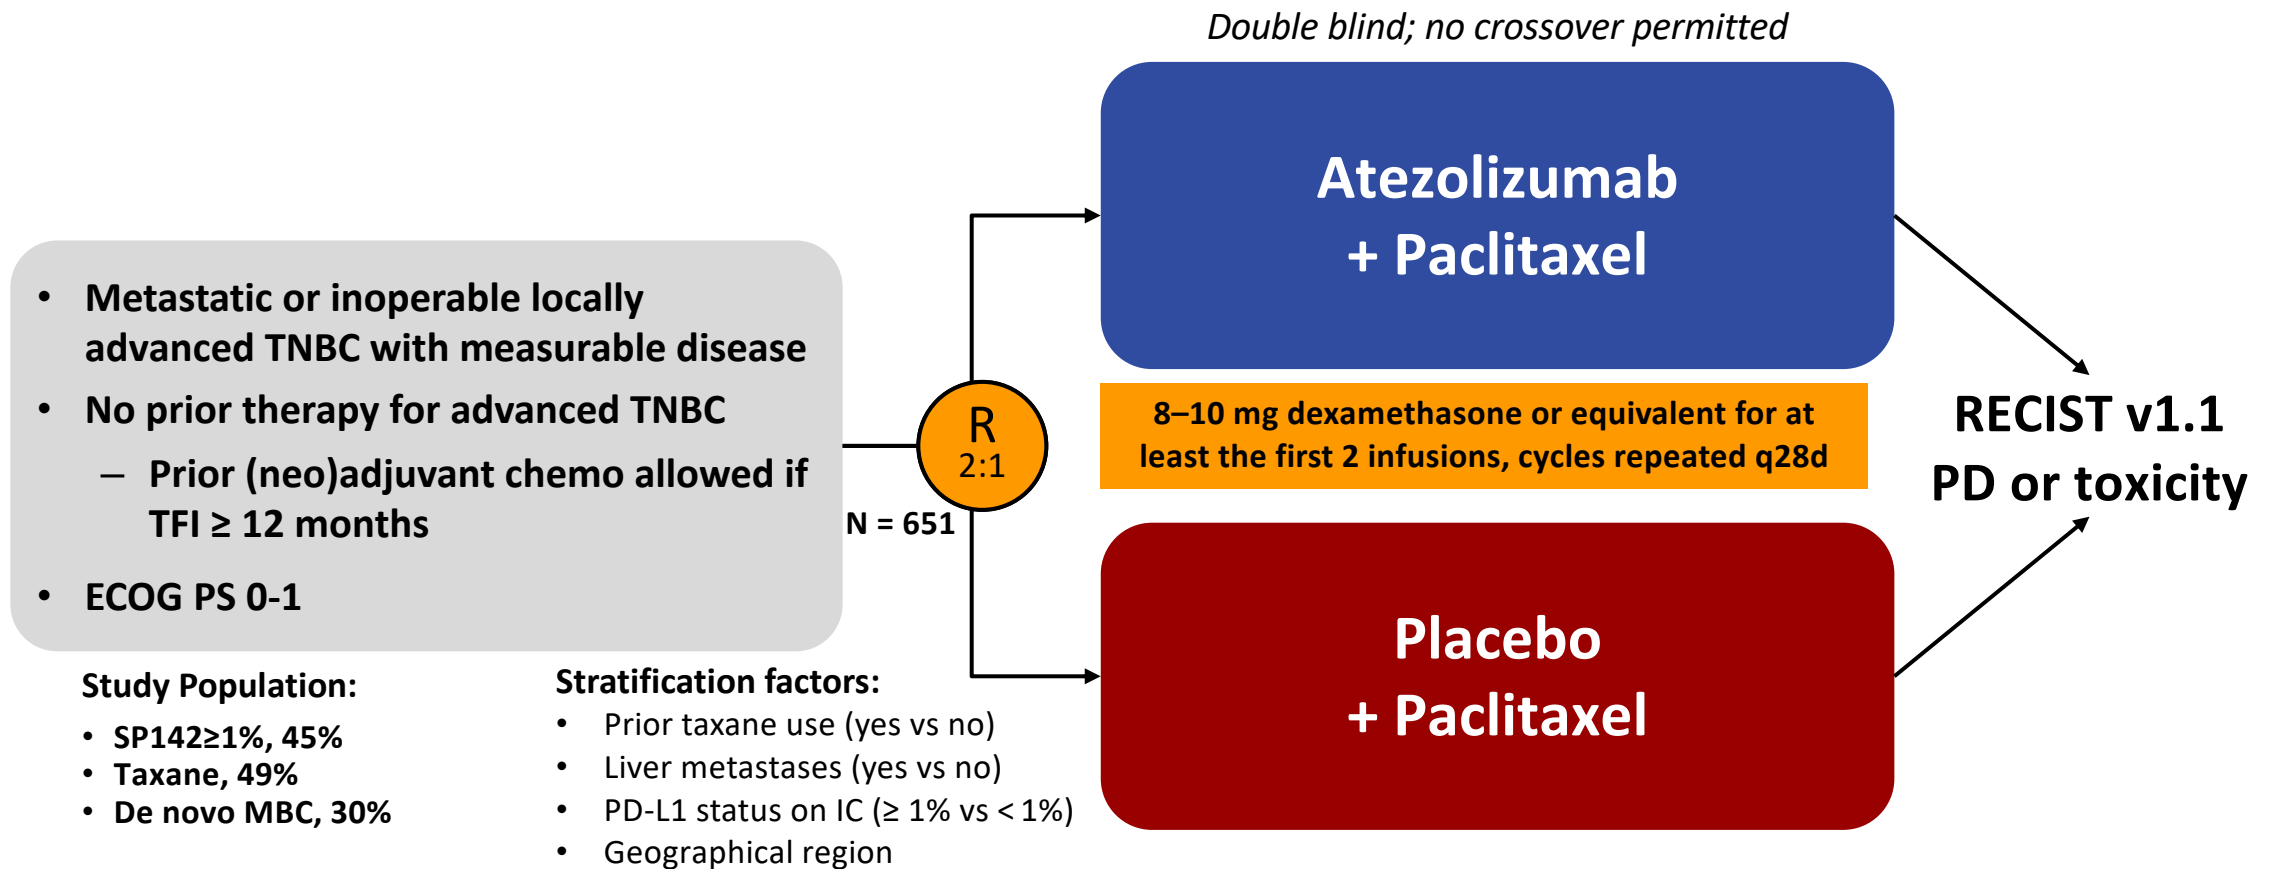 Double blind; no crossover permitted
• Metastatic or inoperable locally
advanced TNBC with measurable disease
• No prior therapy for advanced TNBC
– Prior (neo)adjuvant chemo allowed if
TFI ≥ 12 months
• ECOG PS 0-1
R
2:1
N = 651
Atezolizumab
+ Paclitaxel
8–10 mg dexamethasone or equivalent for at
least the first 2 infusions, cycles repeated q28d
Placebo
+ Paclitaxel
RECIST v1.1
PD or toxicity
Study Population:
• SP142≥1%, 45%
• Taxane, 49%
• De novo MBC, 30%
Stratification factors:
• Prior taxane use (yes vs no)
• Liver metastases (yes vs no)
• PD-L1 status on IC (≥ 1% vs < 1%)
• Geographical region